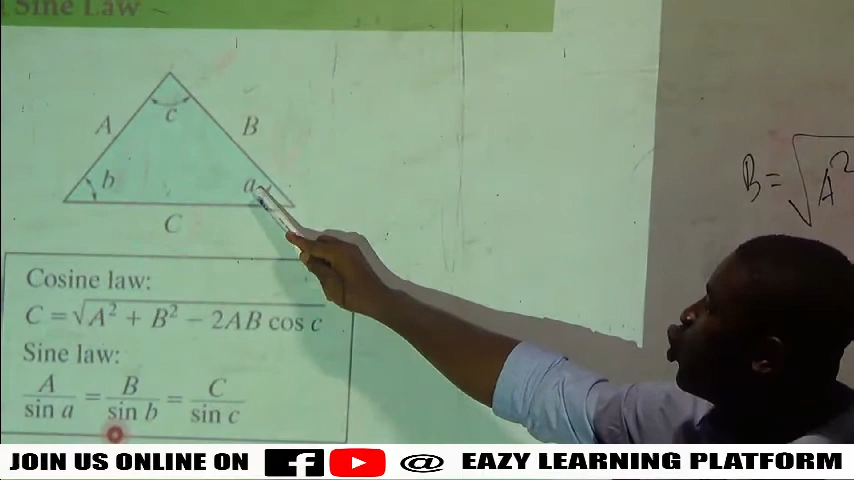 Sine Law
c
A
B
b
a
C
B = √A²
Cosine law:
C = √A² + B² − 2AB cos c
Sine law:
A/sin a = B/sin b = C/sin c
JOIN US ONLINE ON f @ EAZY LEARNING PLATFORM